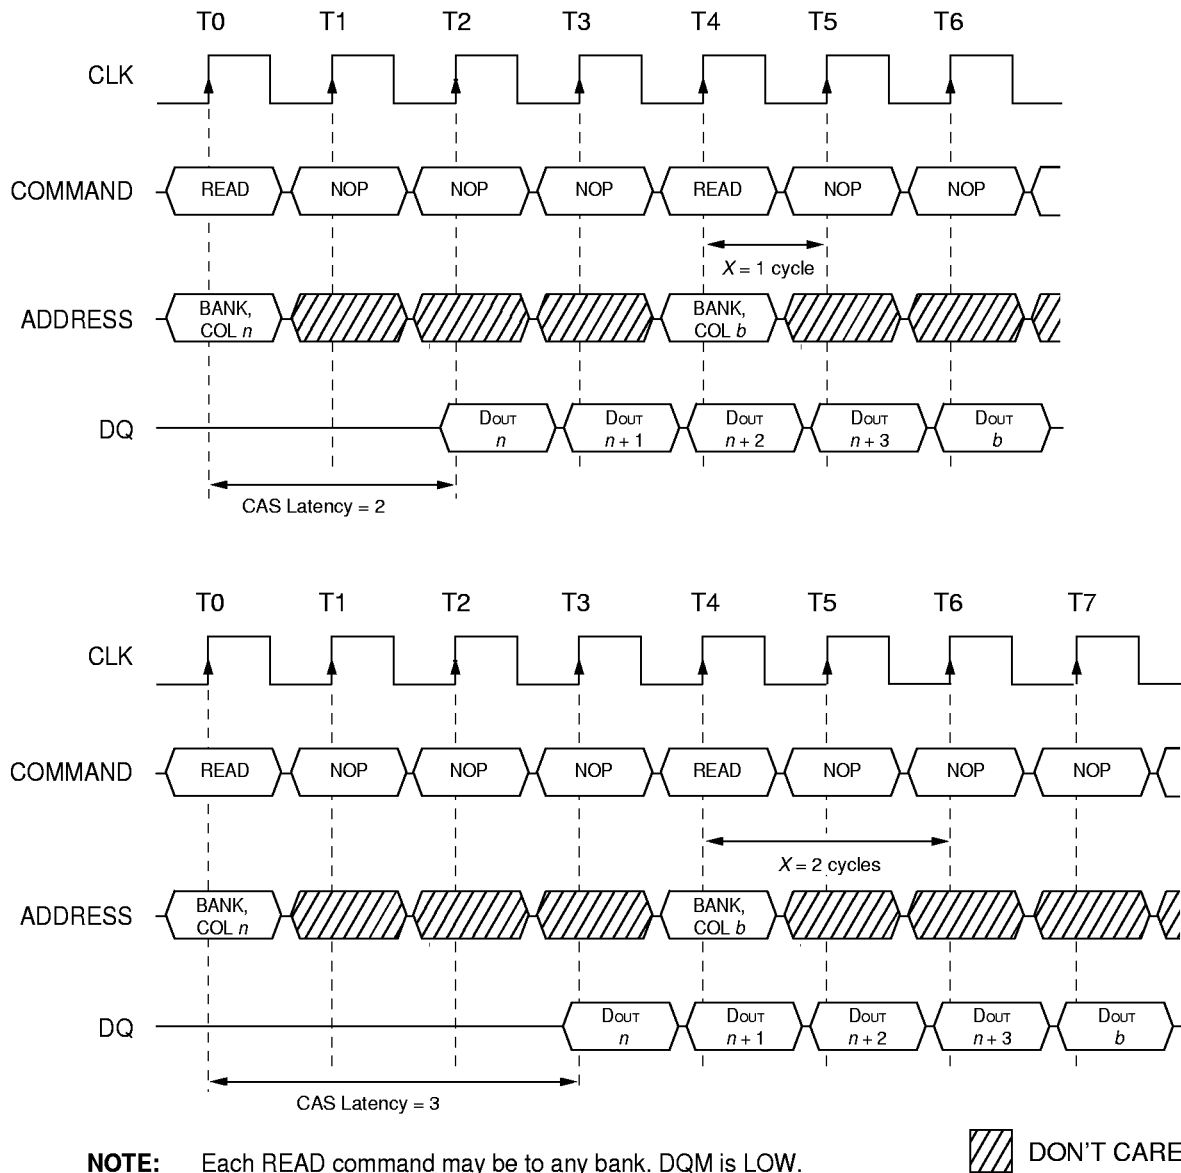 T0 T1 T2 T3 T4 T5 T6
CLK
COMMAND READ NOP NOP NOP READ NOP NOP
X = 1 cycle
ADDRESS BANK, COL n BANK, COL b
DQ DOUT n DOUT n + 1 DOUT n + 2 DOUT n + 3 DOUT b
CAS Latency = 2
T0 T1 T2 T3 T4 T5 T6 T7
CLK
COMMAND READ NOP NOP NOP READ NOP NOP NOP
X = 2 cycles
ADDRESS BANK, COL n BANK, COL b
DQ DOUT n DOUT n + 1 DOUT n + 2 DOUT n + 3 DOUT b
CAS Latency = 3
NOTE: Each READ command may be to any bank. DQM is LOW.
DON'T CARE